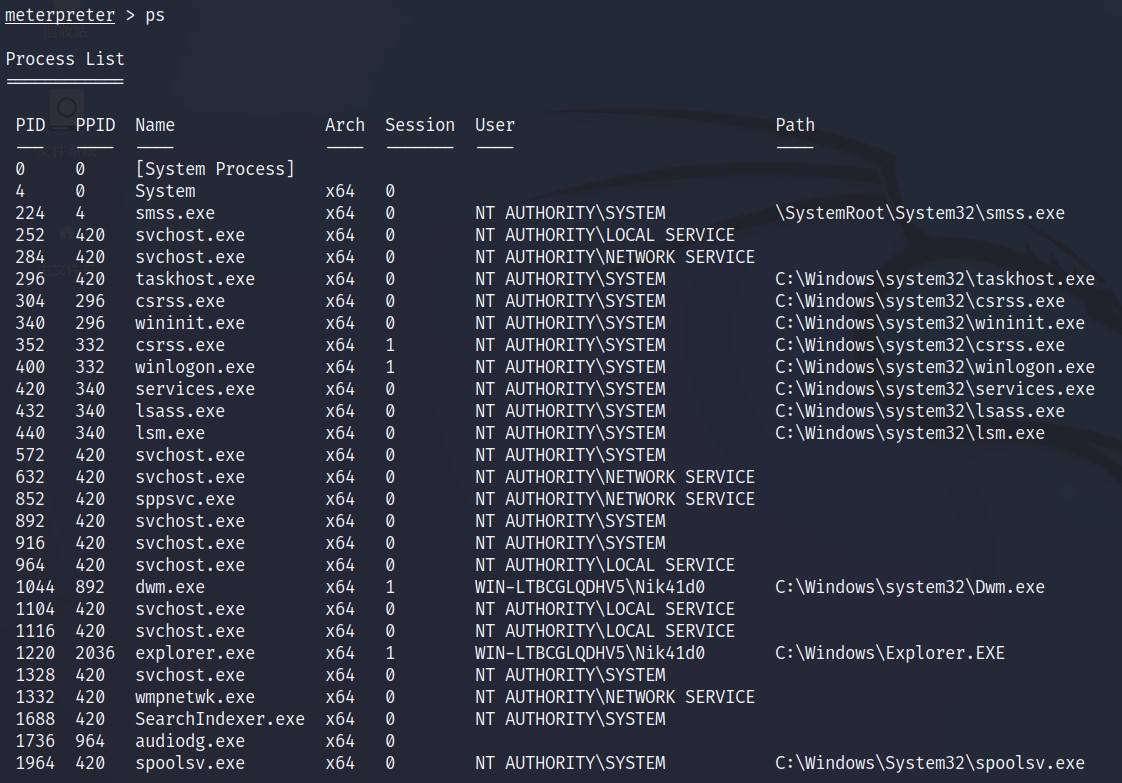 meterpreter > ps
Process List
============
PID PPID Name Arch Session User Path
--- ---- ---- ---- ------- ---- ----
0 0 [System Process]
4 0 System x64 0
224 4 smss.exe x64 0 NT AUTHORITY\SYSTEM \SystemRoot\System32\smss.exe
252 420 svchost.exe x64 0 NT AUTHORITY\LOCAL SERVICE
284 420 svchost.exe x64 0 NT AUTHORITY\NETWORK SERVICE
296 420 taskhost.exe x64 0 NT AUTHORITY\SYSTEM C:\Windows\system32\taskhost.exe
304 296 csrss.exe x64 0 NT AUTHORITY\SYSTEM C:\Windows\system32\csrss.exe
340 296 wininit.exe x64 0 NT AUTHORITY\SYSTEM C:\Windows\system32\wininit.exe
352 332 csrss.exe x64 1 NT AUTHORITY\SYSTEM C:\Windows\system32\csrss.exe
400 332 winlogon.exe x64 1 NT AUTHORITY\SYSTEM C:\Windows\system32\winlogon.exe
420 340 services.exe x64 0 NT AUTHORITY\SYSTEM C:\Windows\system32\services.exe
432 340 lsass.exe x64 0 NT AUTHORITY\SYSTEM C:\Windows\system32\lsass.exe
440 340 lsm.exe x64 0 NT AUTHORITY\SYSTEM C:\Windows\system32\lsm.exe
572 420 svchost.exe x64 0 NT AUTHORITY\SYSTEM
632 420 svchost.exe x64 0 NT AUTHORITY\NETWORK SERVICE
852 420 sppsvc.exe x64 0 NT AUTHORITY\NETWORK SERVICE
892 420 svchost.exe x64 0 NT AUTHORITY\SYSTEM
916 420 svchost.exe x64 0 NT AUTHORITY\SYSTEM
964 420 svchost.exe x64 0 NT AUTHORITY\LOCAL SERVICE
1044 892 dwm.exe x64 1 WIN-LTBCGLQDHV5\Nik41d0 C:\Windows\system32\Dwm.exe
1104 420 svchost.exe x64 0 NT AUTHORITY\LOCAL SERVICE
1116 420 svchost.exe x64 0 NT AUTHORITY\LOCAL SERVICE
1220 2036 explorer.exe x64 1 WIN-LTBCGLQDHV5\Nik41d0 C:\Windows\Explorer.EXE
1328 420 svchost.exe x64 0 NT AUTHORITY\SYSTEM
1332 420 wmpnetwk.exe x64 0 NT AUTHORITY\NETWORK SERVICE
1688 420 SearchIndexer.exe x64 0 NT AUTHORITY\SYSTEM
1736 964 audiodg.exe x64 0
1964 420 spoolsv.exe x64 0 NT AUTHORITY\SYSTEM C:\Windows\System32\spoolsv.exe